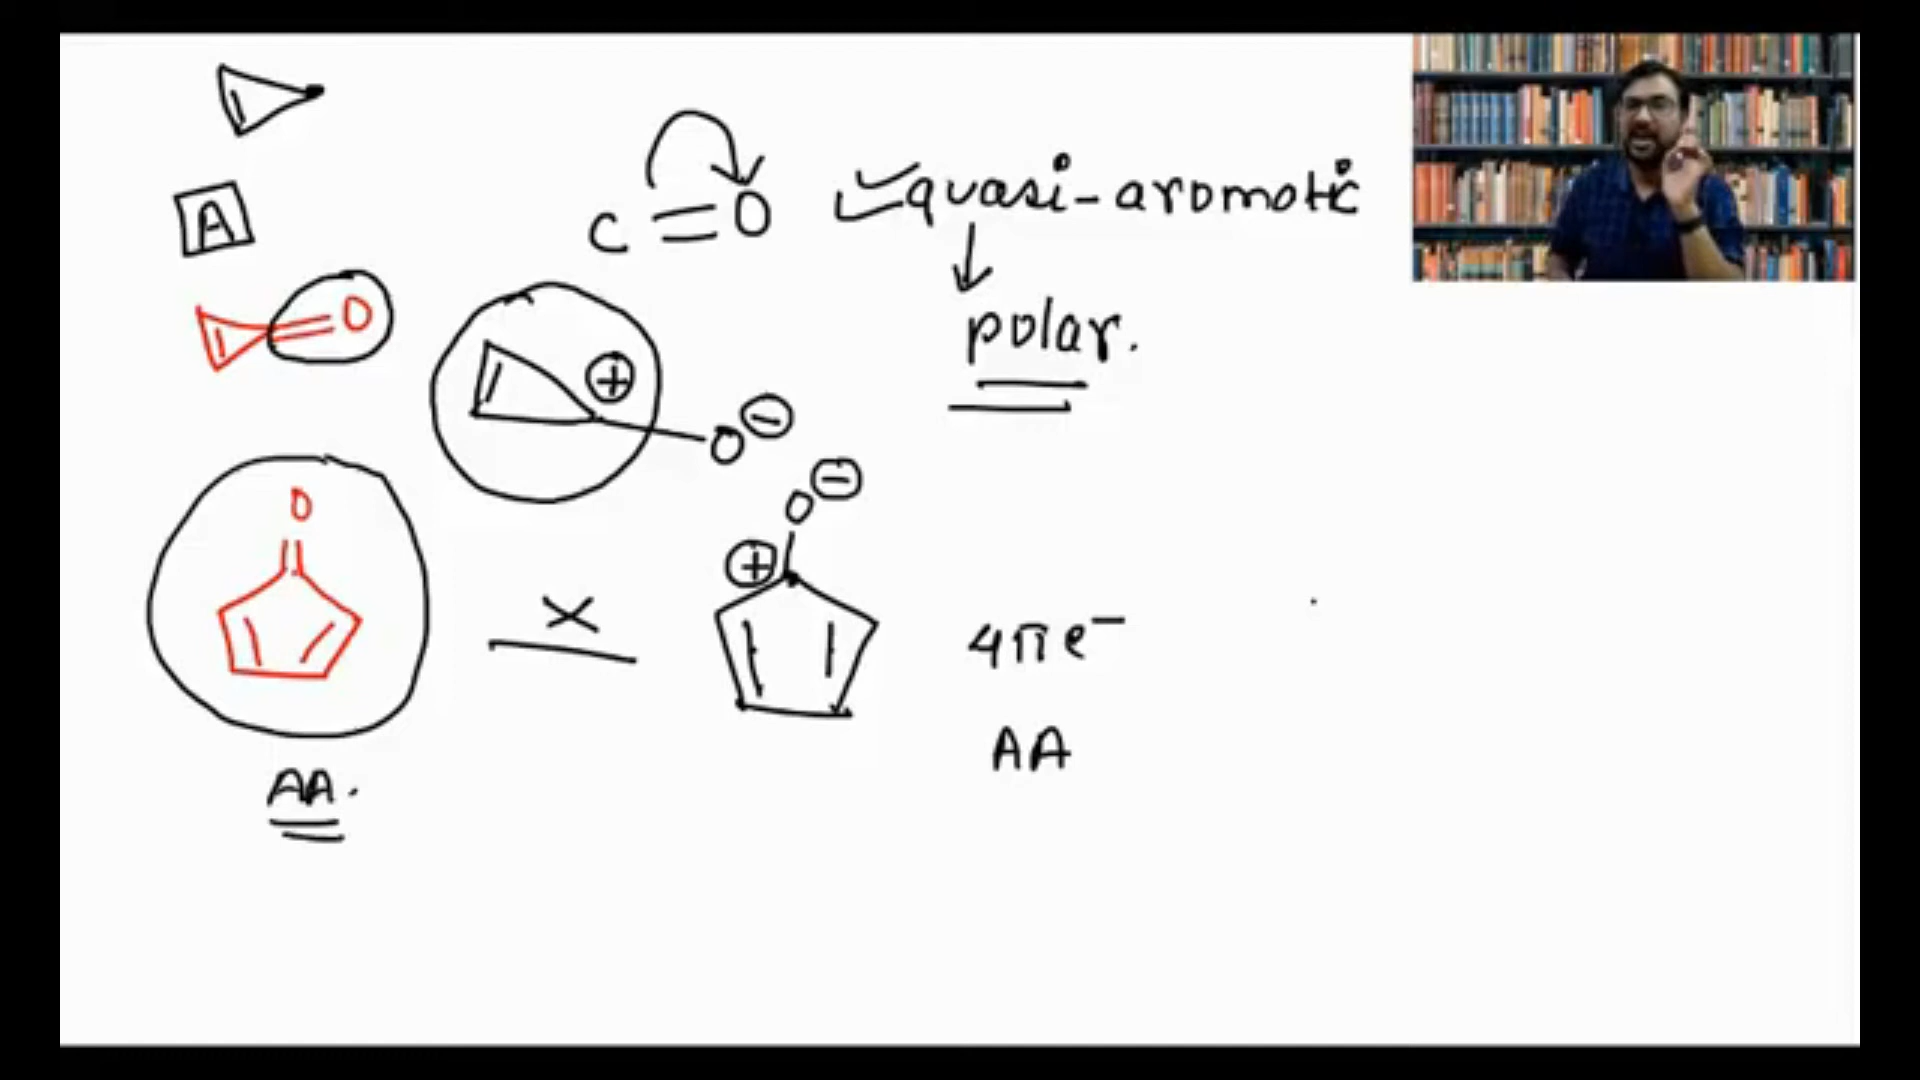 A
C = O
quasi-aromatic
polar.
O
⊕
O ⊖
O
O ⊖
⊕
×
4πe⁻
AA
AA.